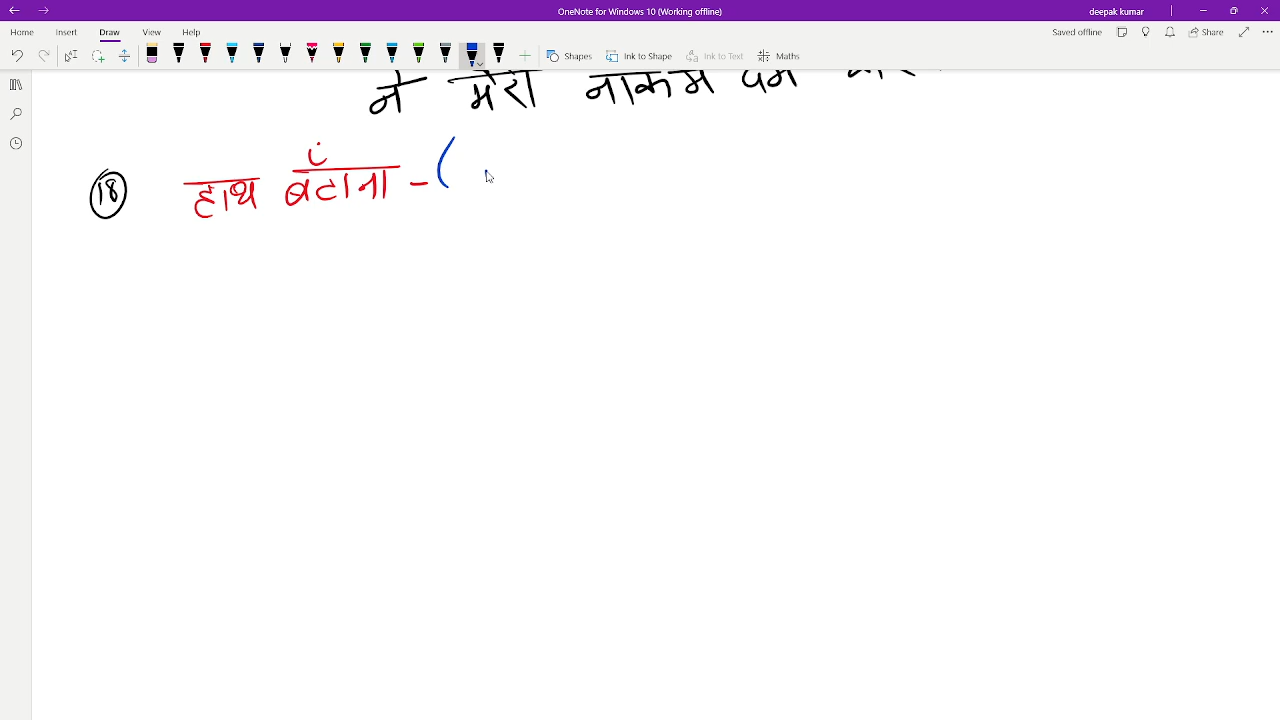 OneNote for Windows 10 (Working offline)
deepak kumar
Home Insert Draw View Help
Saved offline
Share
Shapes Ink to Shape Ink to Text Maths
ने मेरी नाकमे दम
18 हाथ बंटाना - (